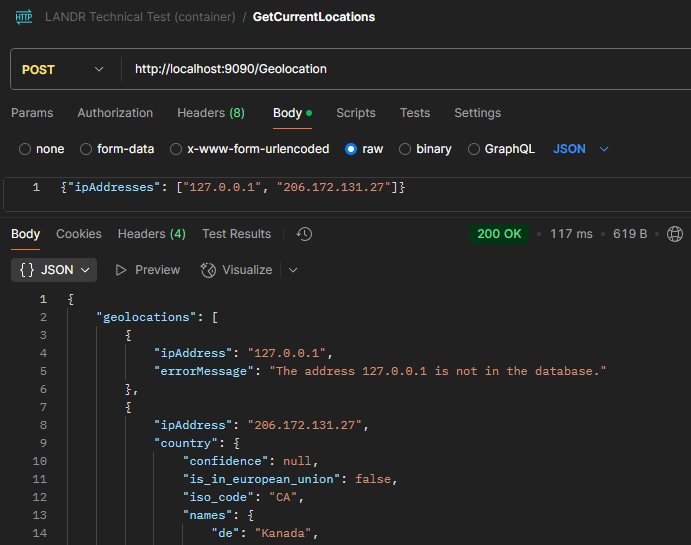 HTTP LANDR Technical Test (container) / GetCurrentLocations
POST http://localhost:9090/Geolocation
Params Authorization Headers (8) Body Scripts Tests Settings
none form-data x-www-form-urlencoded raw binary GraphQL JSON
1 {"ipAddresses": ["127.0.0.1", "206.172.131.27"]}
Body Cookies Headers (4) Test Results 200 OK • 117 ms • 619 B
{} JSON Preview Visualize
1 {
2 "geolocations": [
3 {
4 "ipAddress": "127.0.0.1",
5 "errorMessage": "The address 127.0.0.1 is not in the database."
6 },
7 {
8 "ipAddress": "206.172.131.27",
9 "country": {
10 "confidence": null,
11 "is_in_european_union": false,
12 "iso_code": "CA",
13 "names": {
14 "de": "Kanada",